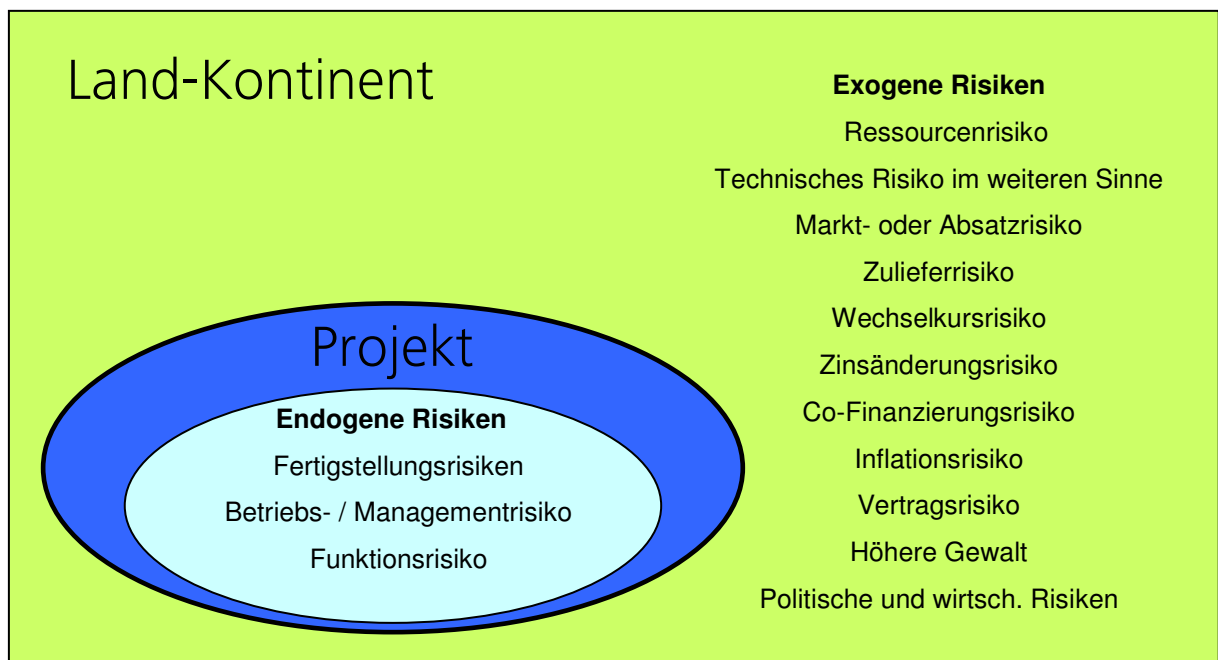 Land-Kontinent
Exogene Risiken
Ressourcenrisiko
Technisches Risiko im weiteren Sinne
Markt- oder Absatzrisiko
Zulieferrisiko
Wechselkursrisiko
Zinsänderungsrisiko
Co-Finanzierungsrisiko
Inflationsrisiko
Vertragsrisiko
Höhere Gewalt
Politische und wirtsch. Risiken
Projekt
Endogene Risiken
Fertigstellungsrisiken
Betriebs- / Managementrisiko
Funktionsrisiko